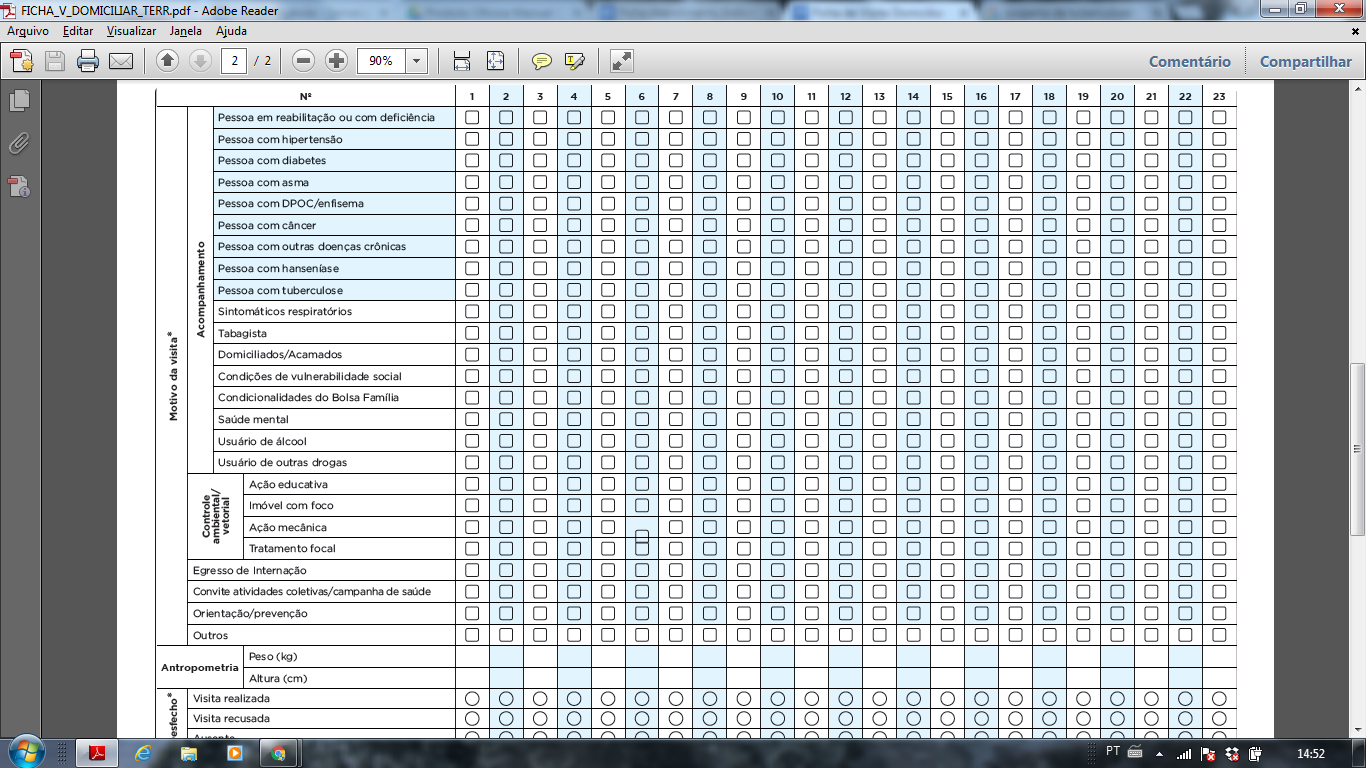 FICHA_V_DOMICILIAR_TERR.pdf - Adobe Reader
Arquivo Editar Visualizar Janela Ajuda
2 / 2 90% Comentário Compartilhar
Nº 1 2 3 4 5 6 7 8 9 10 11 12 13 14 15 16 17 18 19 20 21 22 23
Motivo da visita*
Acompanhamento
Pessoa em reabilitação ou com deficiência
Pessoa com hipertensão
Pessoa com diabetes
Pessoa com asma
Pessoa com DPOC/enfisema
Pessoa com câncer
Pessoa com outras doenças crônicas
Pessoa com hanseníase
Pessoa com tuberculose
Sintomáticos respiratórios
Tabagista
Domiciliados/Acamados
Condições de vulnerabilidade social
Condicionalidades do Bolsa Família
Saúde mental
Usuário de álcool
Usuário de outras drogas
Controle
ambiental/
vetorial
Ação educativa
Imóvel com foco
Ação mecânica
Tratamento focal
Egresso de Internação
Convite atividades coletivas/campanha de saúde
Orientação/prevenção
Outros
Antropometria
Peso (kg)
Altura (cm)
esfecho*
Visita realizada
Visita recusada
PT 14:52